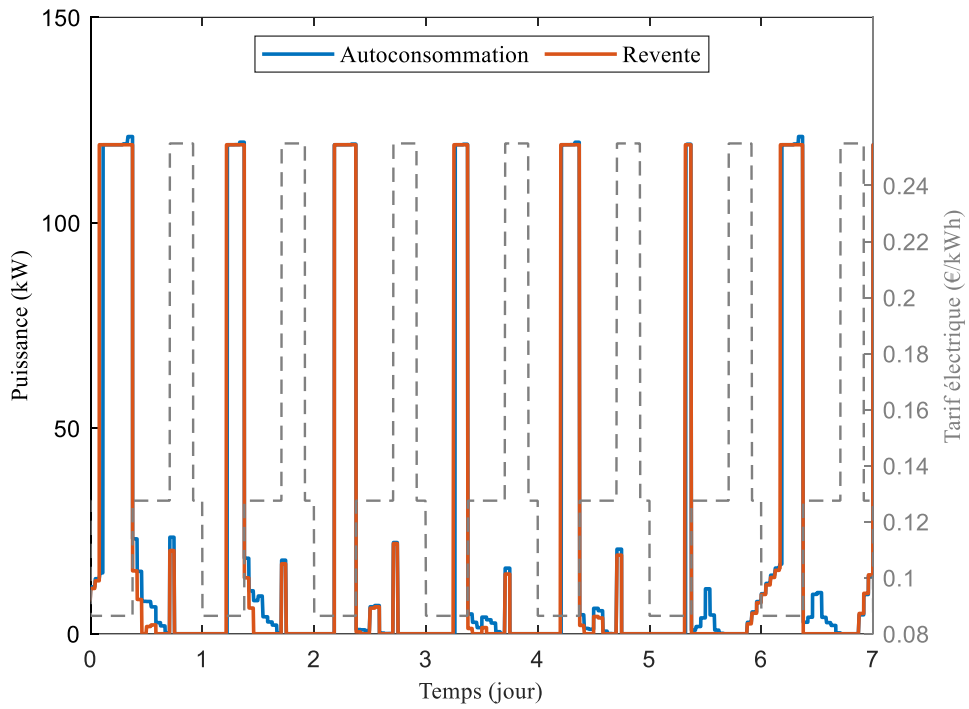 Autoconsommation Revente
Puissance (kW)
150
100
50
0
0 1 2 3 4 5 6 7
Temps (jour)
0.24
0.22
0.2
0.18
0.16
0.14
0.12
0.1
0.08
Tarif électrique (€/kWh)